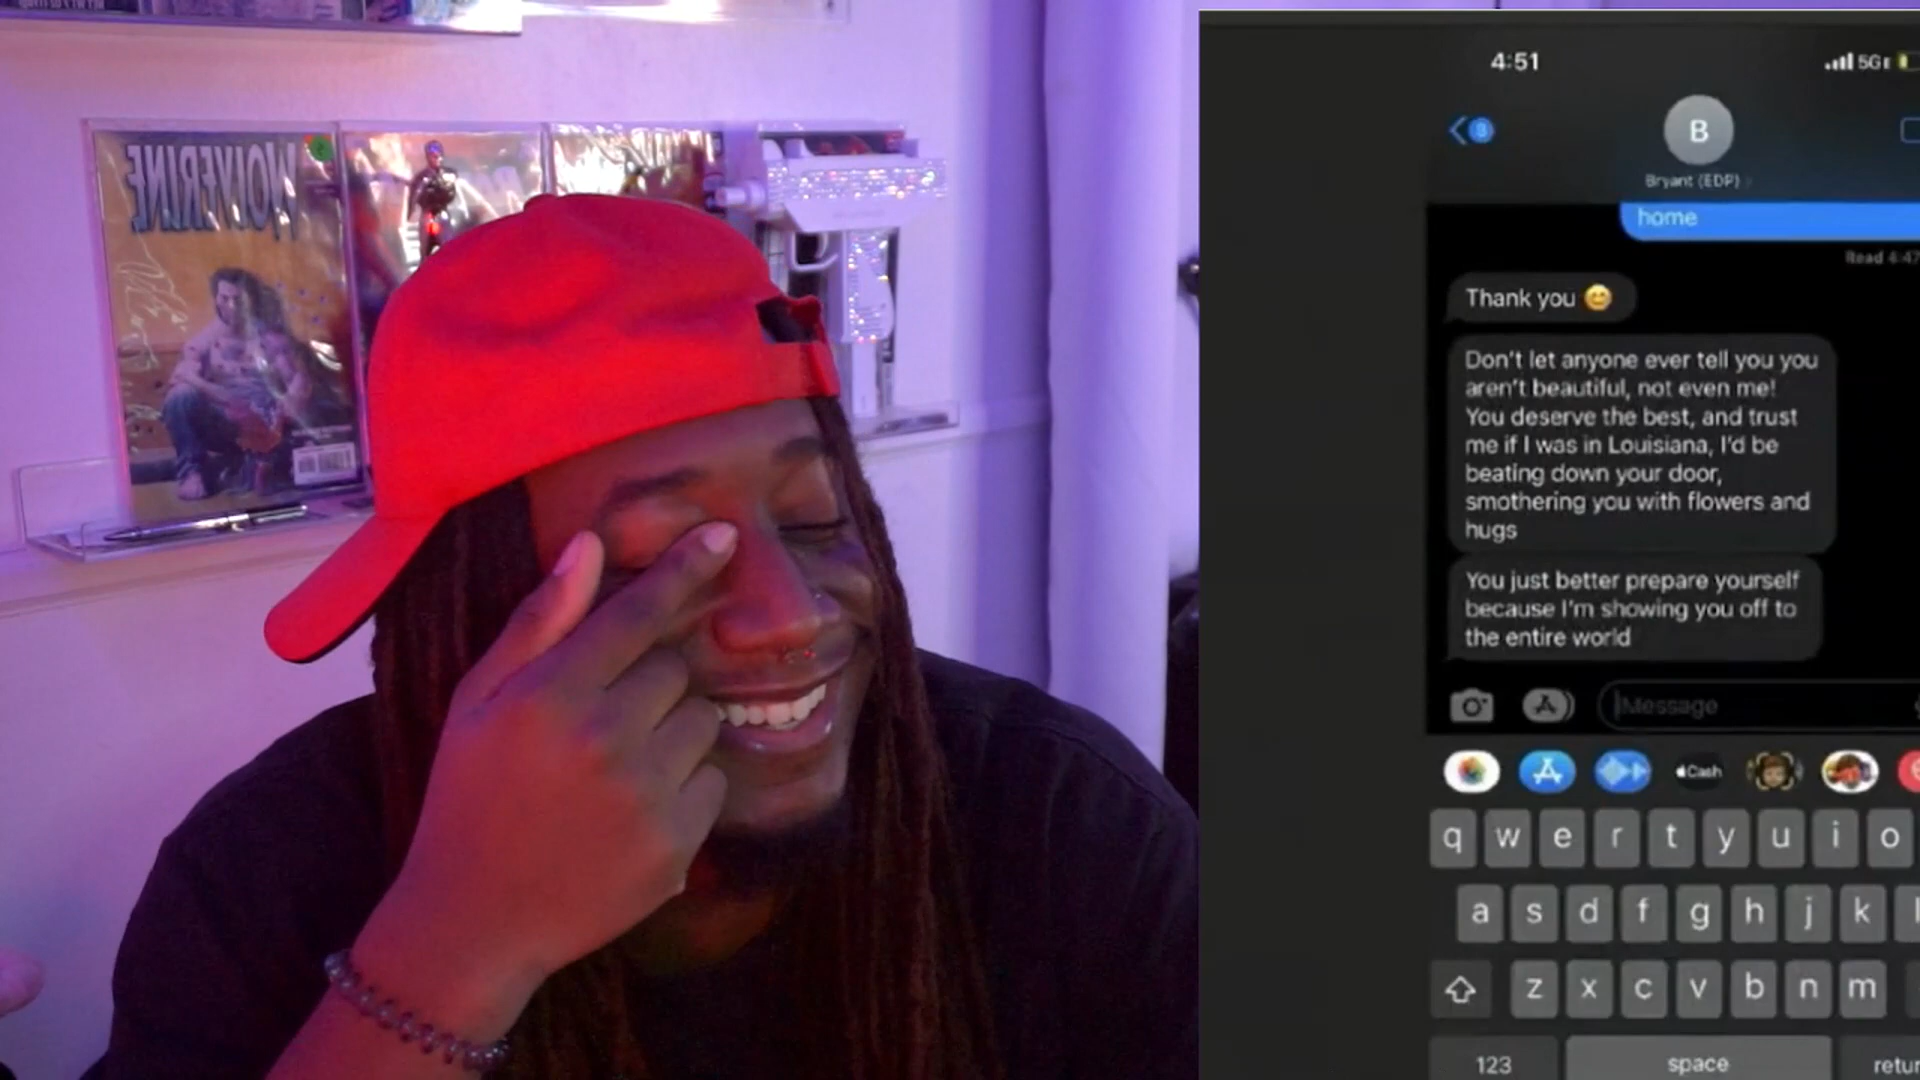 WOLVERINE
4:51
5G
3
B
Bryant (EDP)
home
Read 4:47
Thank you 😊
Don't let anyone ever tell you you
aren't beautiful, not even me!
You deserve the best, and trust
me if I was in Louisiana, I'd be
beating down your door,
smothering you with flowers and
hugs
You just better prepare yourself
because I'm showing you off to
the entire world
Message
Cash
q w e r t y u i o
a s d f g h j k l
z x c v b n m
123 space retur